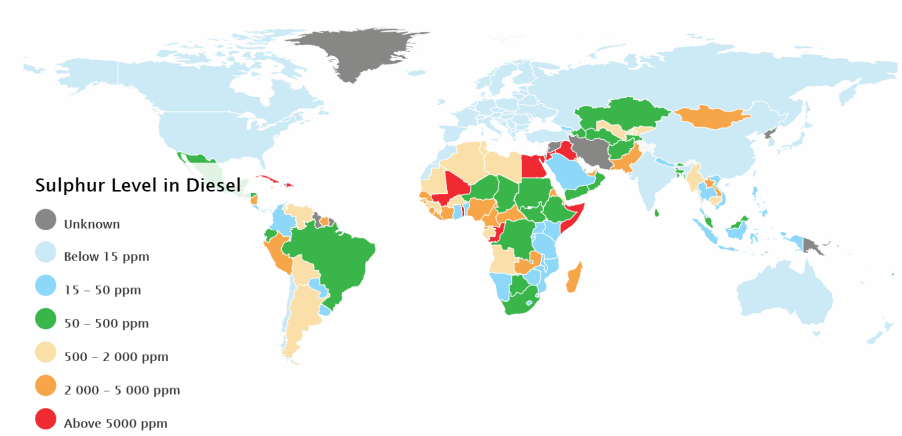 Sulphur Level in Diesel
Unknown
Below 15 ppm
15 – 50 ppm
50 – 500 ppm
500 – 2 000 ppm
2 000 – 5 000 ppm
Above 5000 ppm